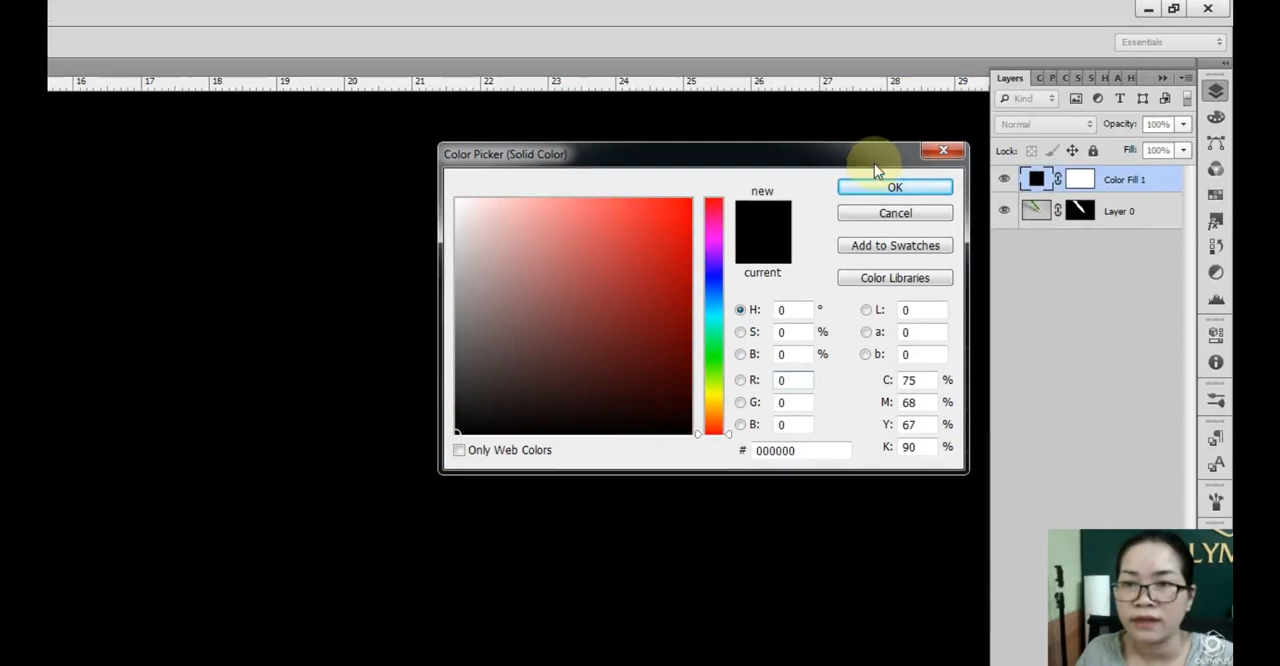 Essentials
16 17 18 19 20 21 22 23 24 25 26 27 28 29
Layers C P C S S H A H
Kind T
Normal Opacity: 100%
Lock: Fill: 100%
Color Fill 1
Layer 0
Color Picker (Solid Color)
new
current
OK
Cancel
Add to Swatches
Color Libraries
H: 0 ° L: 0
S: 0 % a: 0
B: 0 % b: 0
R: 0 C: 75 %
G: 0 M: 68 %
B: 0 Y: 67 %
# 000000 K: 90 %
Only Web Colors
LYM
OLYMPUS